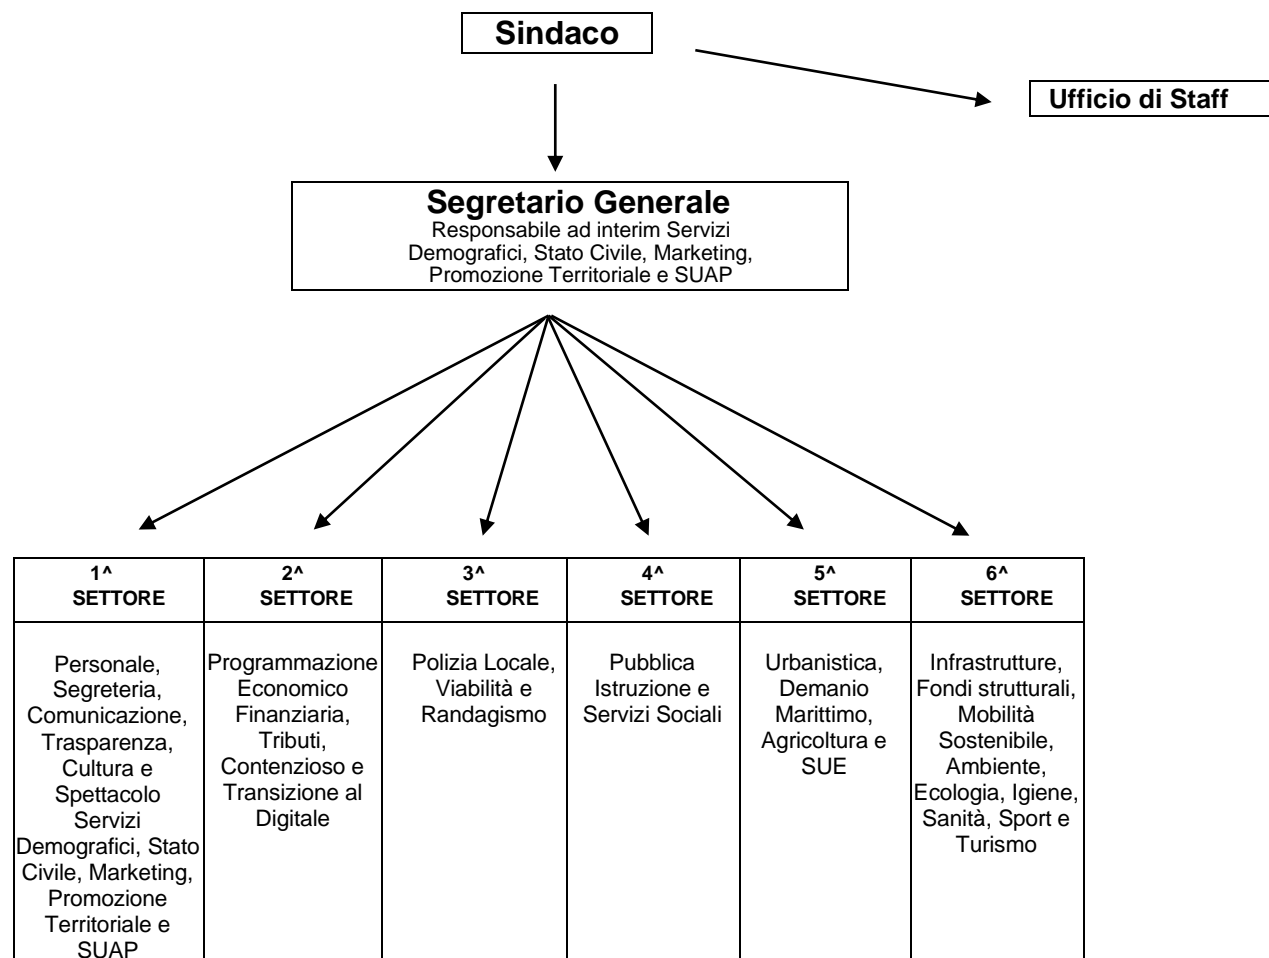 Sindaco
Ufficio di Staff
Segretario Generale
Responsabile ad interim Servizi
Demografici, Stato Civile, Marketing,
Promozione Territoriale e SUAP
1^
SETTORE
2^
SETTORE
3^
SETTORE
4^
SETTORE
5^
SETTORE
6^
SETTORE
Personale,
Segreteria,
Comunicazione,
Trasparenza,
Cultura e
Spettacolo
Servizi
Demografici, Stato
Civile, Marketing,
Promozione
Territoriale e
SUAP
Programmazione
Economico
Finanziaria,
Tributi,
Contenzioso e
Transizione al
Digitale
Polizia Locale,
Viabilità e
Randagismo
Pubblica
Istruzione e
Servizi Sociali
Urbanistica,
Demanio
Marittimo,
Agricoltura e
SUE
Infrastrutture,
Fondi strutturali,
Mobilità
Sostenibile,
Ambiente,
Ecologia, Igiene,
Sanità, Sport e
Turismo